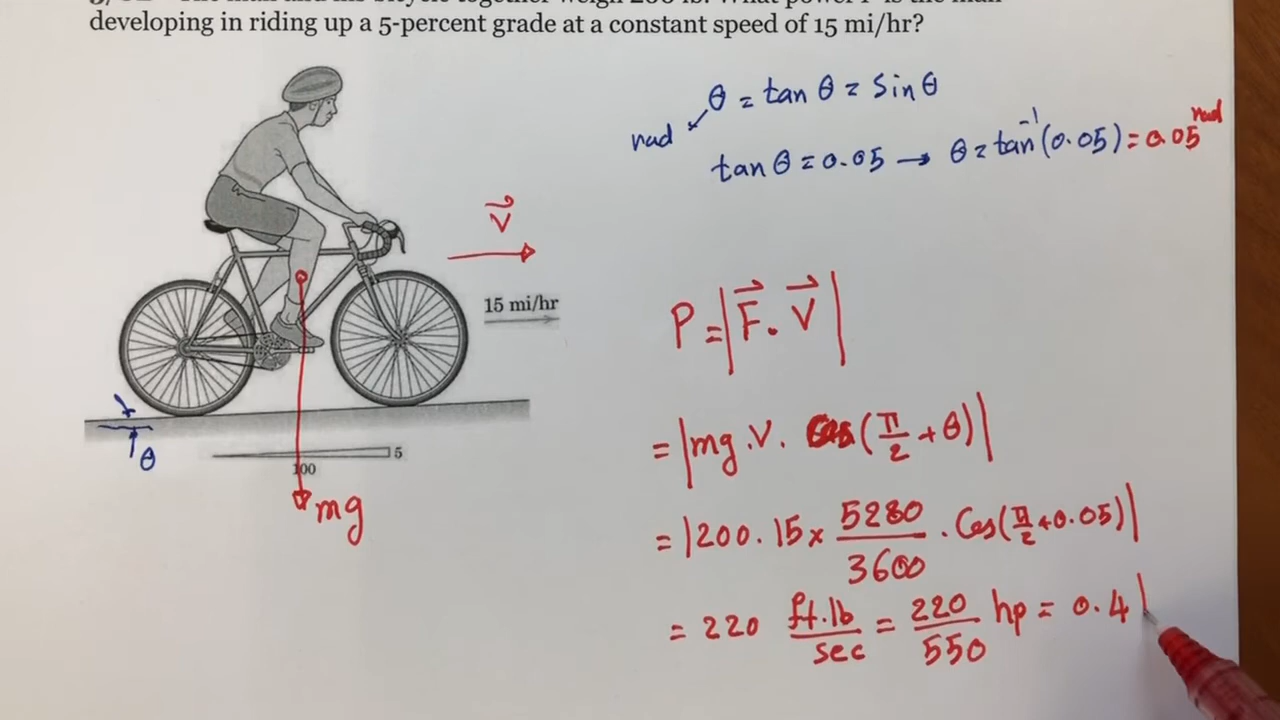 developing in riding up a 5-percent grade at a constant speed of 15 mi/hr?
θ = tan θ = Sin θ
rad
tan θ = 0.05 → θ = tan⁻¹(0.05) = 0.05 rad
V
15 mi/hr
P = |F . V|
θ
5
100
mg
= |mg . V . Cos (π/2 + θ)|
= |200 . 15 × 5280/3600 . Cos(π/2 + 0.05)|
= 220 ft.lb/sec = 220/550 hp = 0.4